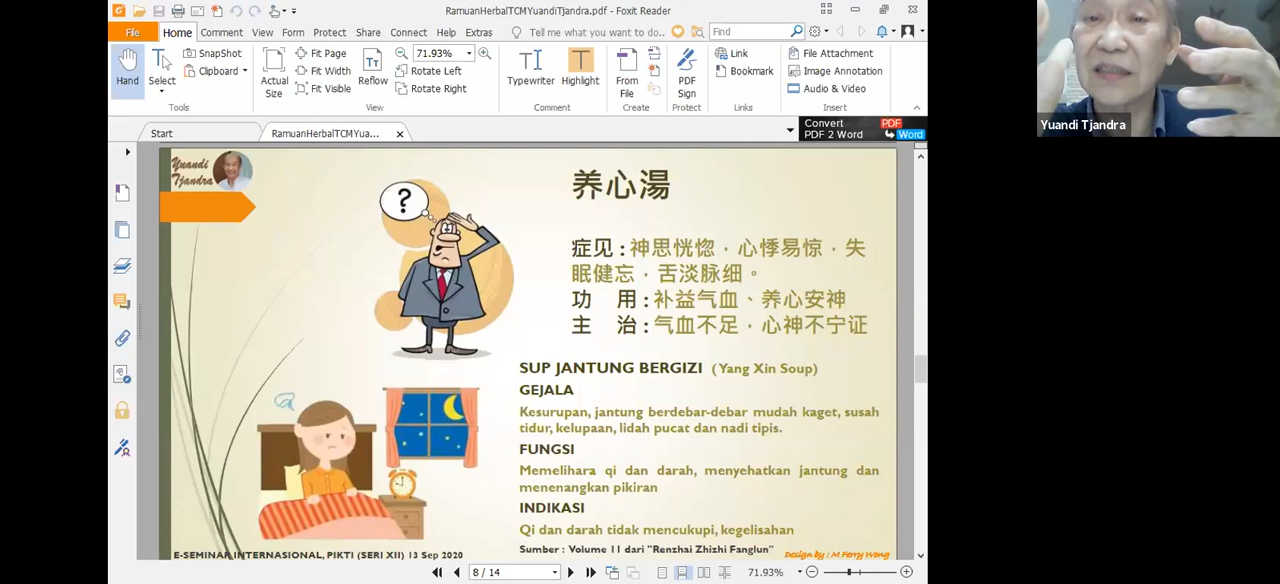 RamuanHerbalTCMYuandiTjandra.pdf - Foxit Reader
File Home Comment View Form Protect Share Connect Help Extras Tell me what you want to do.. Find
Hand
Select
SnapShot
Clipboard
Tools
Actual Size
Fit Page
Fit Width
Fit Visible
Reflow
71.93%
Rotate Left
Rotate Right
View
Typewriter
Highlight
Comment
From File
Create
PDF Sign
Protect
Link
Bookmark
Links
File Attachment
Image Annotation
Audio & Video
Insert
Start
RamuanHerbalTCMYua...
Convert PDF
PDF 2 Word Word
Yuandi Tjandra
Yuandi
Tjandra
?
养心湯
症见 : 神思恍惚，心悸易惊，失
眠健忘，舌淡脉细。
功 用 : 补益气血、养心安神
主 治 : 气血不足，心神不宁证
SUP JANTUNG BERGIZI ( Yang Xin Soup)
GEJALA
Kesurupan, jantung berdebar-debar mudah kaget, susah
tidur, kelupaan, lidah pucat dan nadi tipis.
FUNGSI
Memelihara qi dan darah, menyehatkan jantung dan
menenangkan pikiran
INDIKASI
Qi dan darah tidak mencukupi, kegelisahan
Sumber : Volume 11 dari "Renzhai Zhizhi Fanglun"
E-SEMINAR INTERNASIONAL, PIKTI (SERI XII) 13 Sep 2020
Design by : M Ferry Wong
8 / 14
71.93%